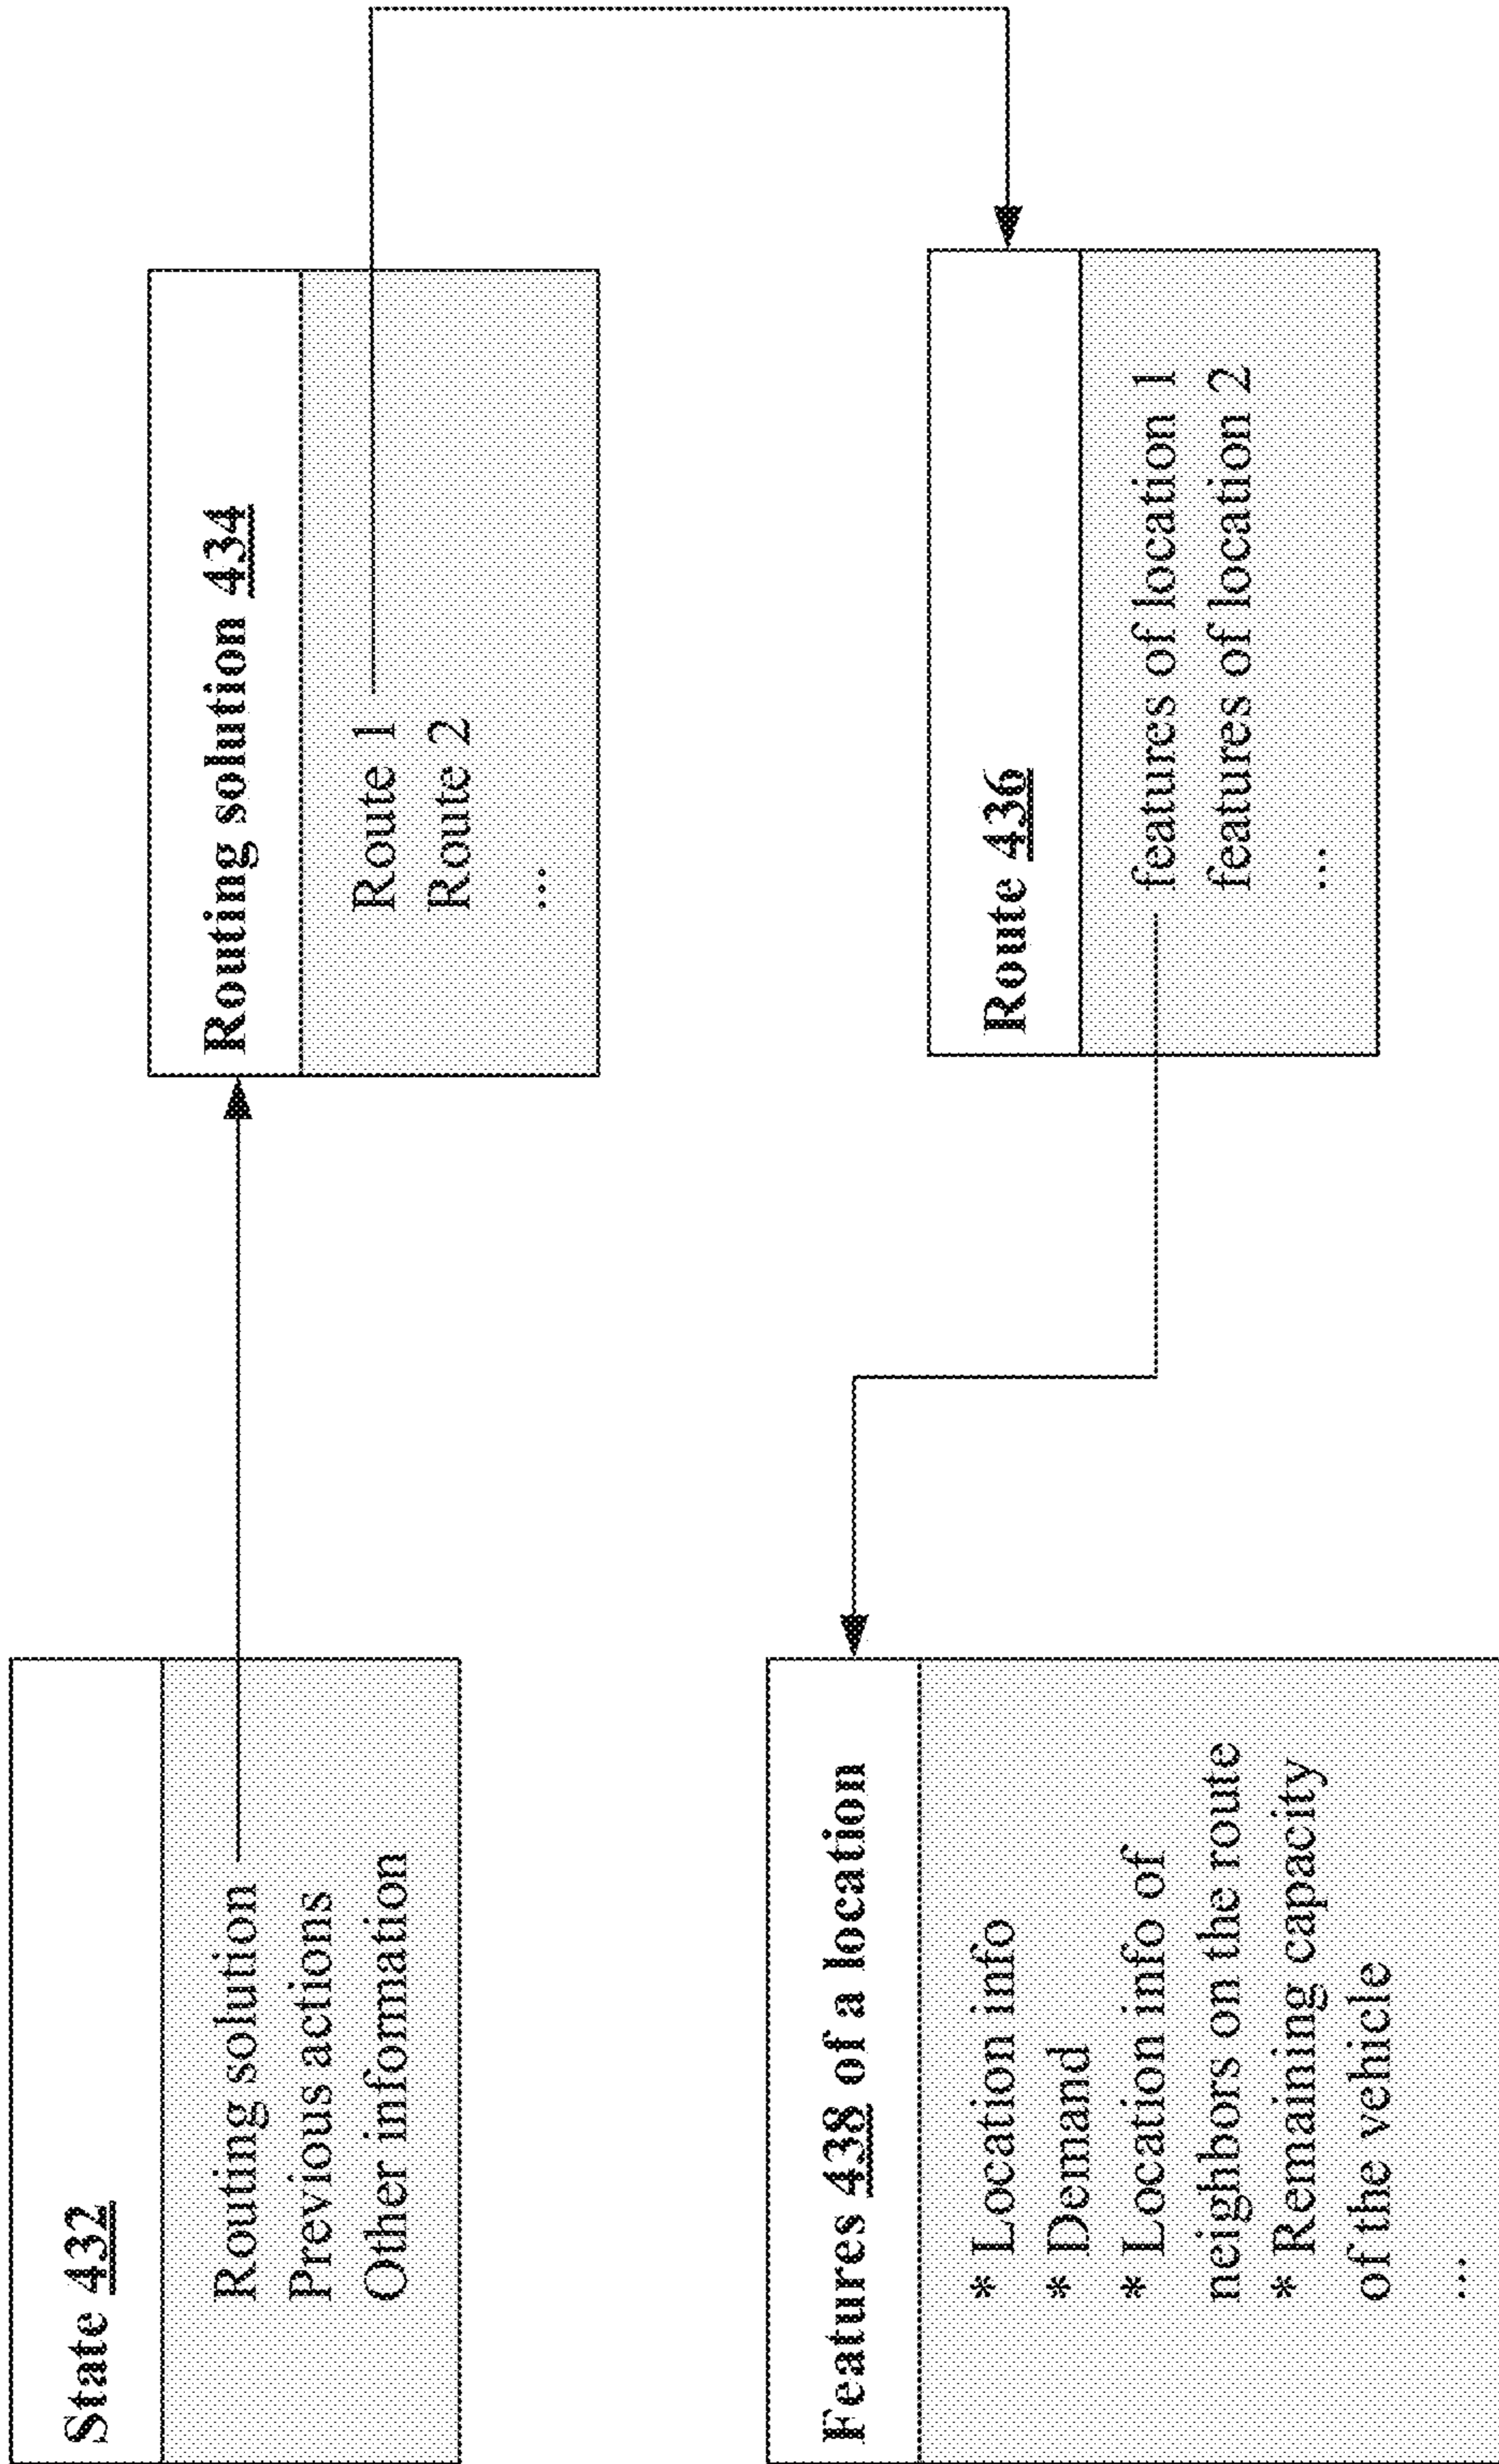 State 432
Routing solution
Previous actions
Other information
Routing solution 434
Route 1
Route 2
...
Features 438 of a location
* Location info
* Demand
* Location info of
neighbors on the route
* Remaining capacity
of the vehicle
...
Route 436
features of location 1
features of location 2
...